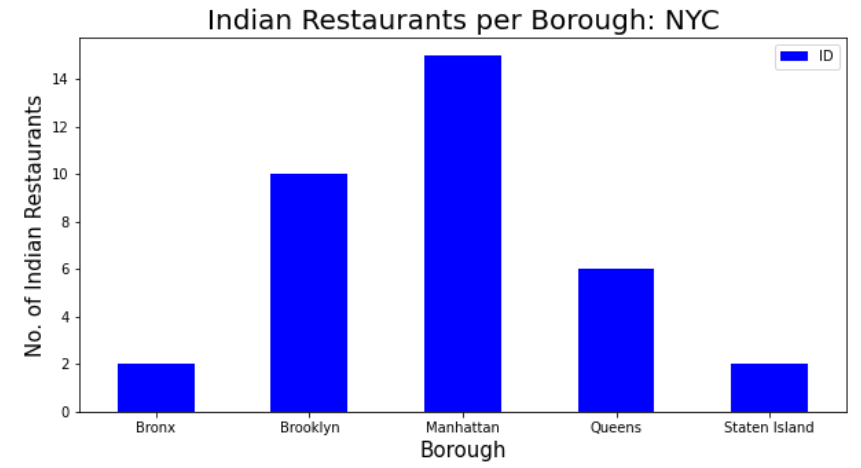 Indian Restaurants per Borough: NYC
ID
No. of Indian Restaurants
14
12
10
8
6
4
2
0
Bronx Brooklyn Manhattan Queens Staten Island
Borough